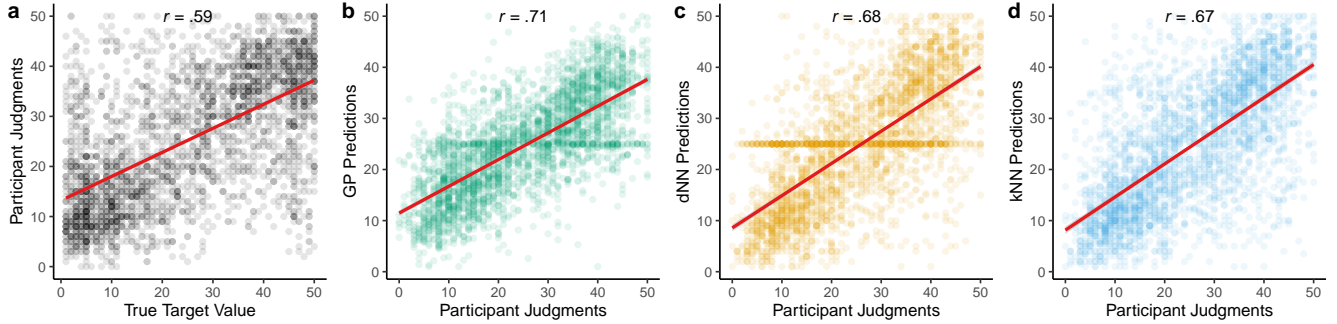 a
r = .59
Participant Judgments
50
40
30
20
10
0
0 10 20 30 40 50
True Target Value
b
r = .71
GP Predictions
50
40
30
20
10
0
0 10 20 30 40 50
Participant Judgments
c
r = .68
dNN Predictions
50
40
30
20
10
0
0 10 20 30 40 50
Participant Judgments
d
r = .67
kNN Predictions
50
40
30
20
10
0
0 10 20 30 40 50
Participant Judgments